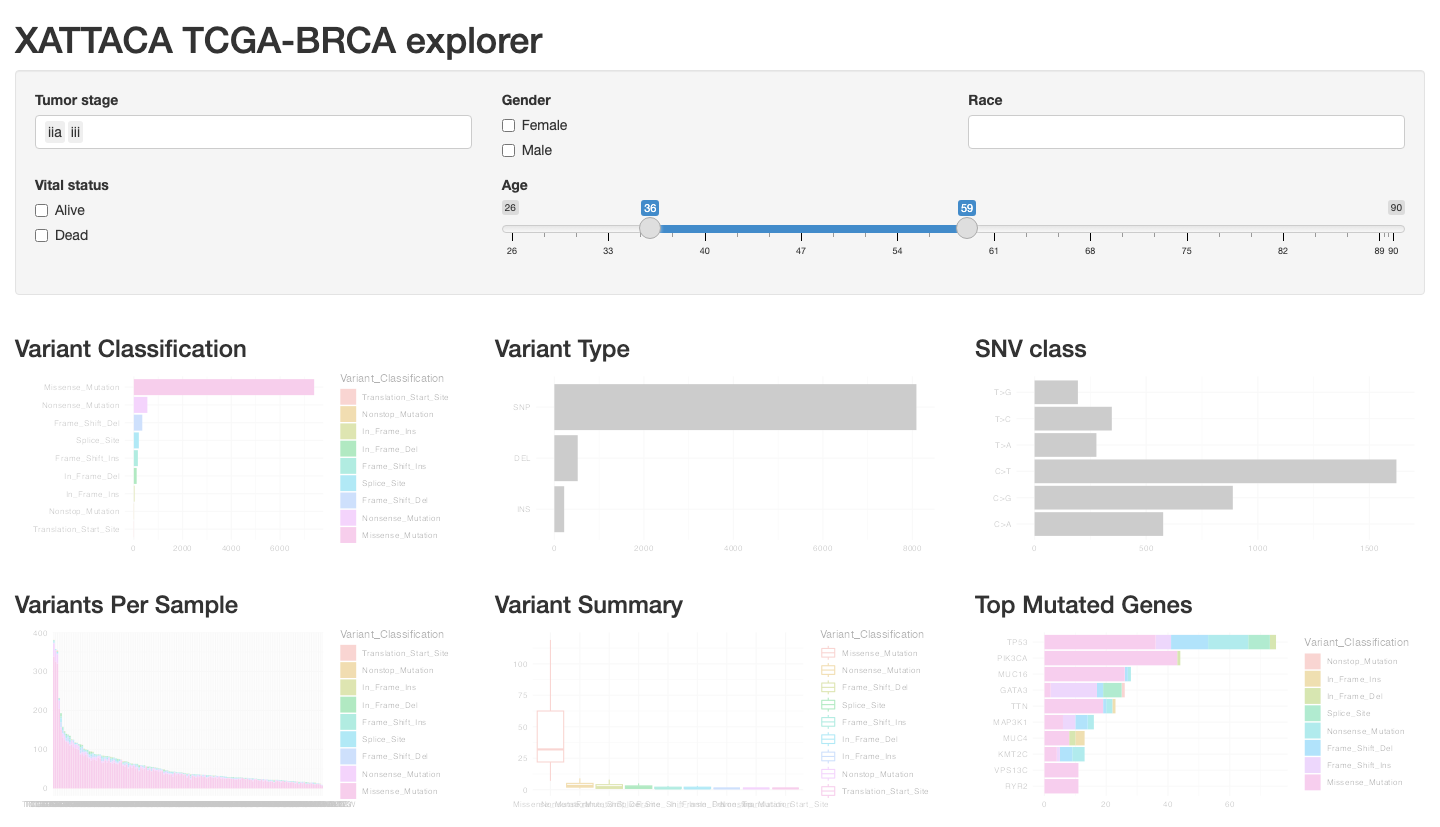 XATTACA TCGA-BRCA explorer
Tumor stage
iia iii
Gender
Female
Male
Race
Vital status
Alive
Dead
Age
26 36 59 90
26 33 40 47 54 61 68 75 82 89 90
Variant Classification
Missense_Mutation
Nonsense_Mutation
Frame_Shift_Del
Splice_Site
Frame_Shift_Ins
In_Frame_Del
In_Frame_Ins
Nonstop_Mutation
Translation_Start_Site
0 2000 4000 6000
Variant_Classification
Translation_Start_Site
Nonstop_Mutation
In_Frame_Ins
In_Frame_Del
Frame_Shift_Ins
Splice_Site
Frame_Shift_Del
Nonsense_Mutation
Missense_Mutation
Variant Type
SNP
DEL
INS
0 2000 4000 6000 8000
SNV class
T>G
T>C
T>A
C>T
C>G
C>A
0 500 1000 1500
Variants Per Sample
400
300
200
100
0
Variant_Classification
Translation_Start_Site
Nonstop_Mutation
In_Frame_Ins
In_Frame_Del
Frame_Shift_Ins
Splice_Site
Frame_Shift_Del
Nonsense_Mutation
Missense_Mutation
Variant Summary
100
75
50
25
0
Variant_Classification
Missense_Mutation
Nonsense_Mutation
Frame_Shift_Del
Splice_Site
Frame_Shift_Ins
In_Frame_Del
In_Frame_Ins
Nonstop_Mutation
Translation_Start_Site
Top Mutated Genes
TP53
PIK3CA
MUC16
GATA3
TTN
MAP3K1
MUC4
KMT2C
VPS13C
RYR2
0 20 40 60
Variant_Classification
Nonstop_Mutation
In_Frame_Ins
In_Frame_Del
Splice_Site
Nonsense_Mutation
Frame_Shift_Del
Frame_Shift_Ins
Missense_Mutation